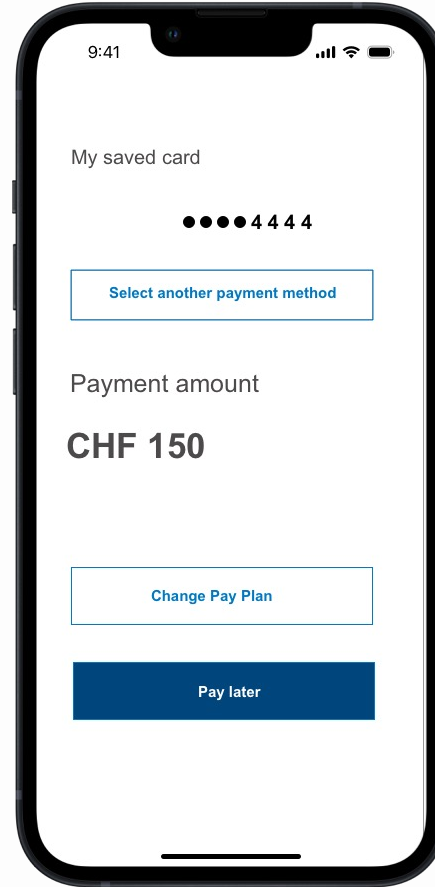 9:41
My saved card
●●●●4444
Select another payment method
Payment amount
CHF 150
Change Pay Plan
Pay later